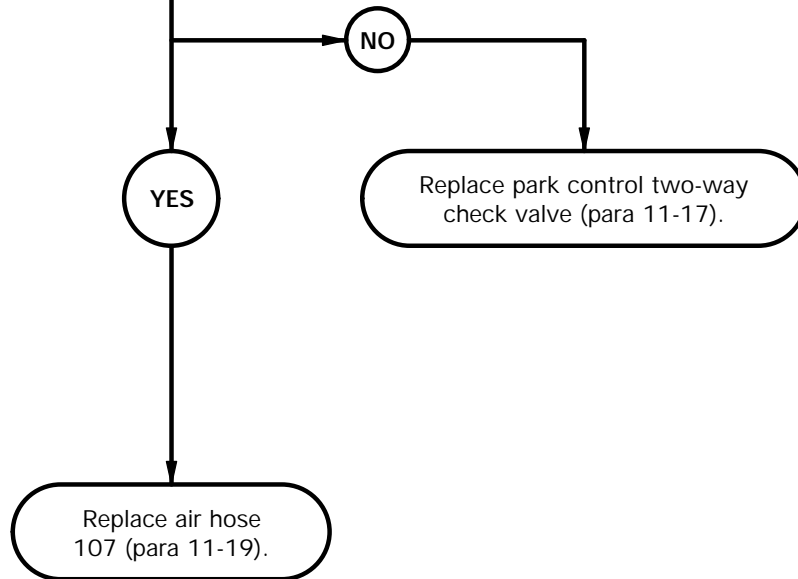 NO
YES
Replace park control two-way
check valve (para 11-17).
Replace air hose
107 (para 11-19).